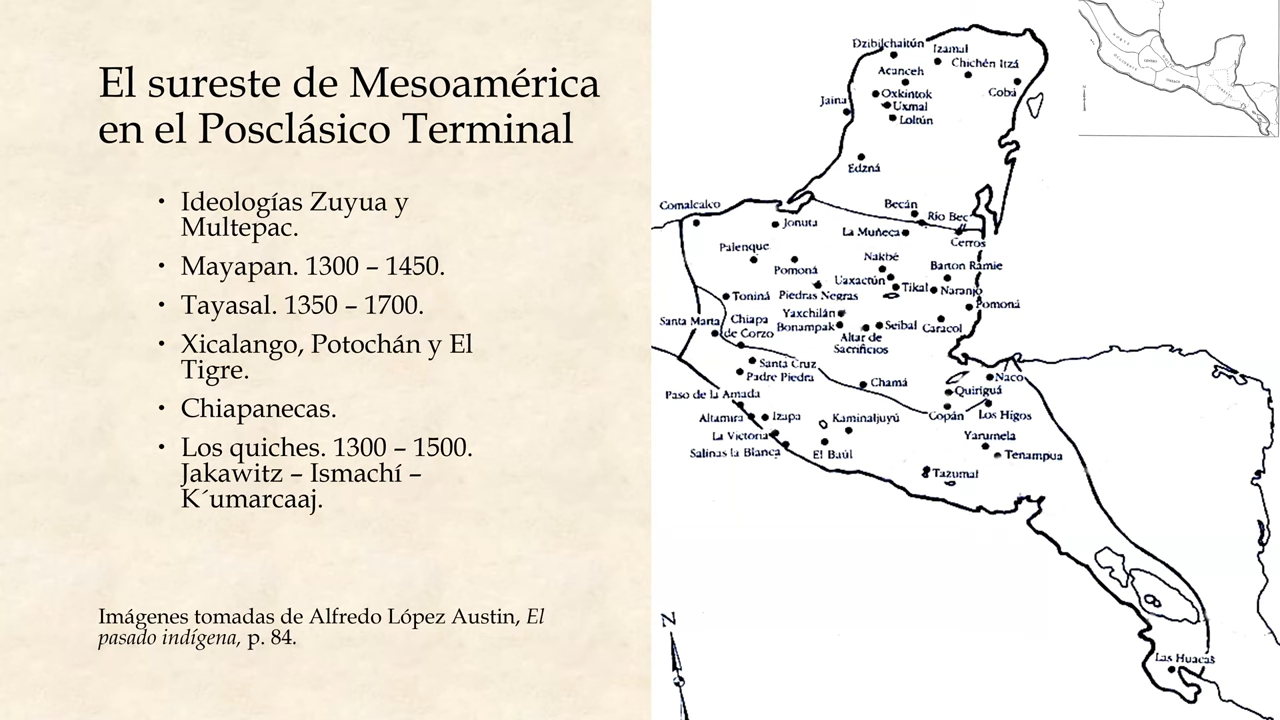 El sureste de Mesoamérica
en el Posclásico Terminal
• Ideologías Zuyua y
Multepac.
• Mayapan. 1300 – 1450.
• Tayasal. 1350 – 1700.
• Xicalango, Potochán y El
Tigre.
• Chiapanecas.
• Los quiches. 1300 – 1500.
Jakawitz – Ismachí –
K´umarcaaj.
Imágenes tomadas de Alfredo López Austin, El
pasado indígena, p. 84.
Dzibilchaltún
Izamal
Chichén Itzá
Acanceh
Cobá
Oxkintok
Jaina
Uxmal
Loltún
Edzná
Comalcalco
Becán
Río Bec
Jonuta
La Muñeca
Cerros
Palenque
Nakbé
Pomoná
Barton Ramie
Uaxactún
Tikal
Naranjo
Toniná
Piedras Negras
Pomoná
Santa Marta
Chiapa
de Corzo
Yaxchilán
Bonampak
Seibal
Caracol
Altar de
Sacrificios
Santa Cruz
Padre Piedra
Chamá
Naco
Quiriguá
Paso de la Amada
Copán
Los Higos
Altamira
Izapa
Kaminaljuyú
La Victoria
Yarumela
Salinas la Blanca
El Baúl
Tenampua
Tazumal
Las Huacas
N